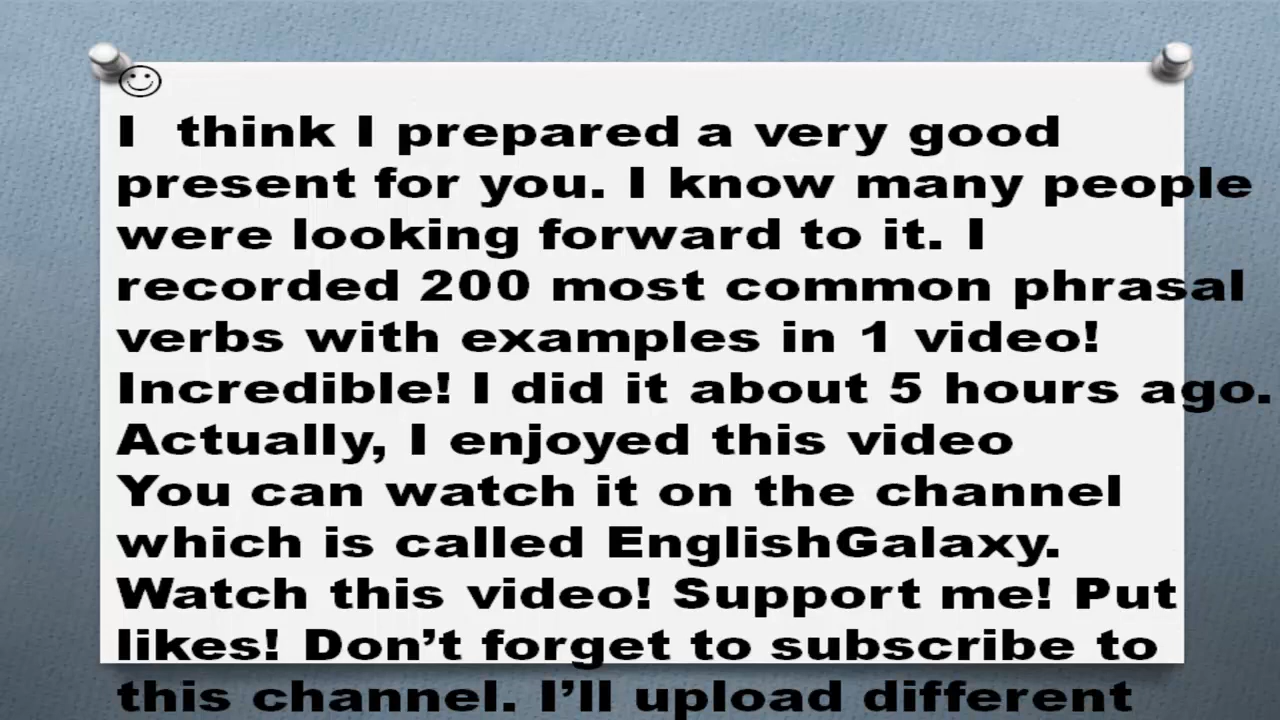 I think I prepared a very good
present for you. I know many people
were looking forward to it. I
recorded 200 most common phrasal
verbs with examples in 1 video!
Incredible! I did it about 5 hours ago.
Actually, I enjoyed this video
You can watch it on the channel
which is called EnglishGalaxy.
Watch this video! Support me! Put
likes! Don’t forget to subscribe to
this channel. I’ll upload different